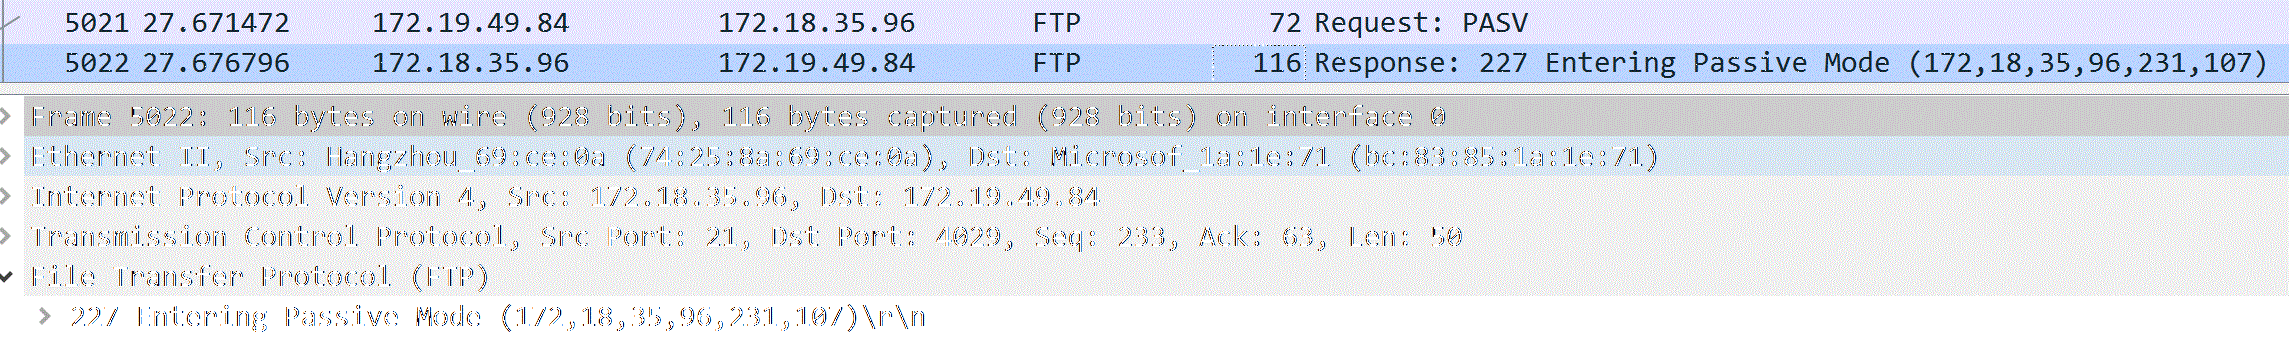 5021 27.671472 172.19.49.84 172.18.35.96 FTP 72 Request: PASV
5022 27.676796 172.18.35.96 172.19.49.84 FTP 116 Response: 227 Entering Passive Mode (172,18,35,96,231,107)
Frame 5022: 116 bytes on wire (928 bits), 116 bytes captured (928 bits) on interface 0
Ethernet II, Src: Hangzhou_69:ce:0a (74:25:8a:69:ce:0a), Dst: Microsof_1a:1e:71 (bc:83:85:1a:1e:71)
Internet Protocol Version 4, Src: 172.18.35.96, Dst: 172.19.49.84
Transmission Control Protocol, Src Port: 21, Dst Port: 4029, Seq: 233, Ack: 63, Len: 50
File Transfer Protocol (FTP)
227 Entering Passive Mode (172,18,35,96,231,107)\r\n